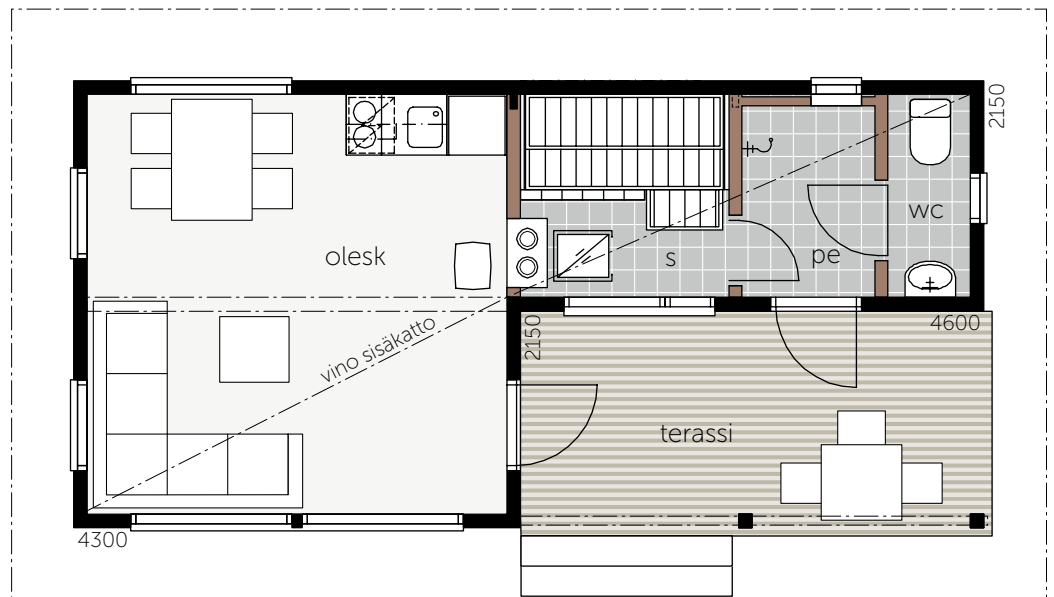 2150
olesk
wc
s
pe
vino sisäkatto
2150
4600
terassi
4300